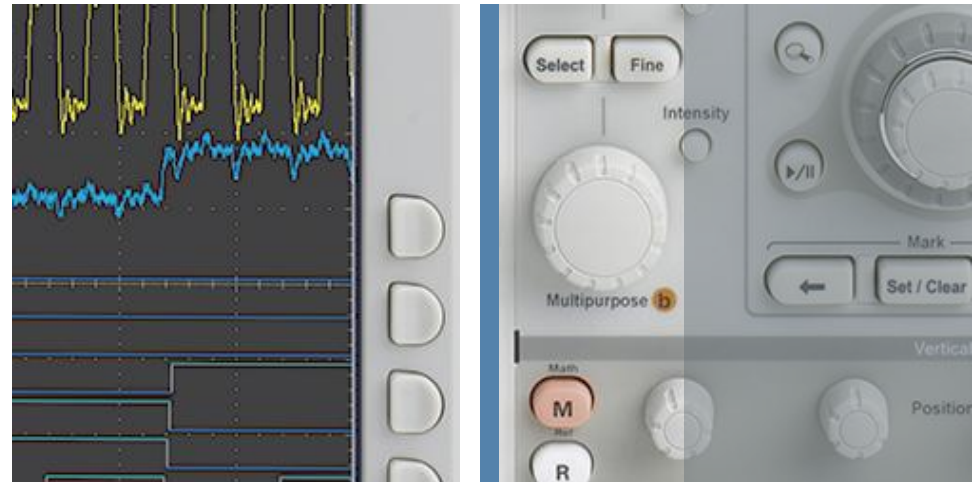 Select
Fine
Intensity
Multipurpose b
Mark
Set / Clear
Vertical
Math
M
Position
Ref
R